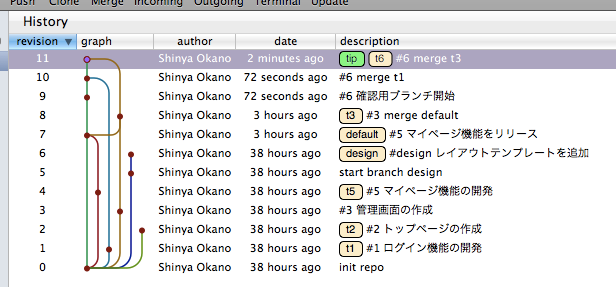 Push Clone Merge Incoming Outgoing Terminal Update
History
revision graph author date description
11 Shinya Okano 2 minutes ago tip t6 #6 merge t3
10 Shinya Okano 72 seconds ago #6 merge t1
9 Shinya Okano 72 seconds ago #6 確認用ブランチ開始
8 Shinya Okano 3 hours ago t3 #3 merge default
7 Shinya Okano 3 hours ago default #5 マイページ機能をリリース
6 Shinya Okano 38 hours ago design #design レイアウトテンプレートを追加
5 Shinya Okano 38 hours ago start branch design
4 Shinya Okano 38 hours ago t5 #5 マイページ機能の開発
3 Shinya Okano 38 hours ago #3 管理画面の作成
2 Shinya Okano 38 hours ago t2 #2 トップページの作成
1 Shinya Okano 38 hours ago t1 #1 ログイン機能の開発
0 Shinya Okano 38 hours ago init repo